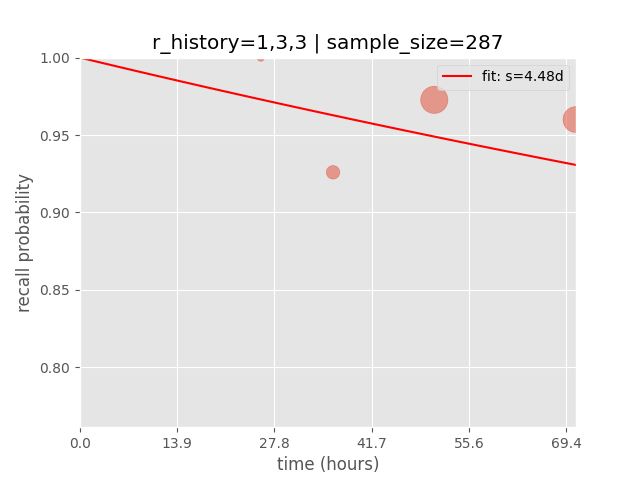 r_history=1,3,3 | sample_size=287
fit: s=4.48d
1.00
0.95
0.90
0.85
0.80
recall probability
0.0 13.9 27.8 41.7 55.6 69.4
time (hours)